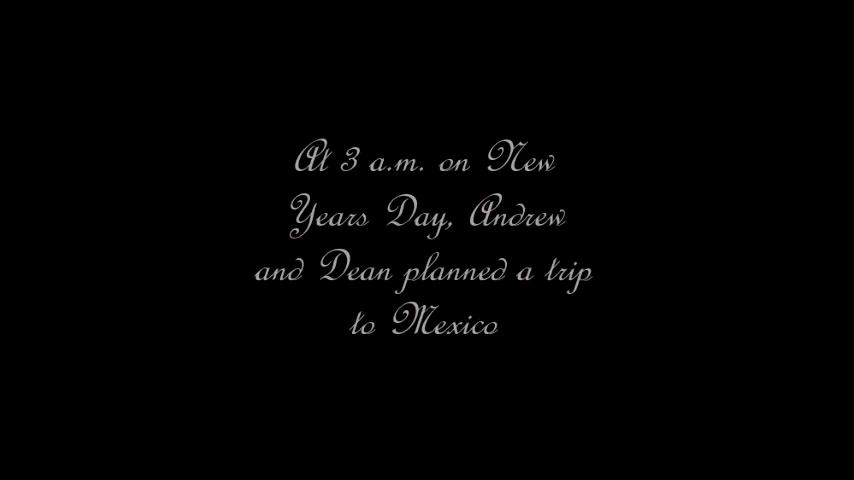 At 3 a.m. on New
Years Day, Andrew
and Dean planned a trip
to Mexico